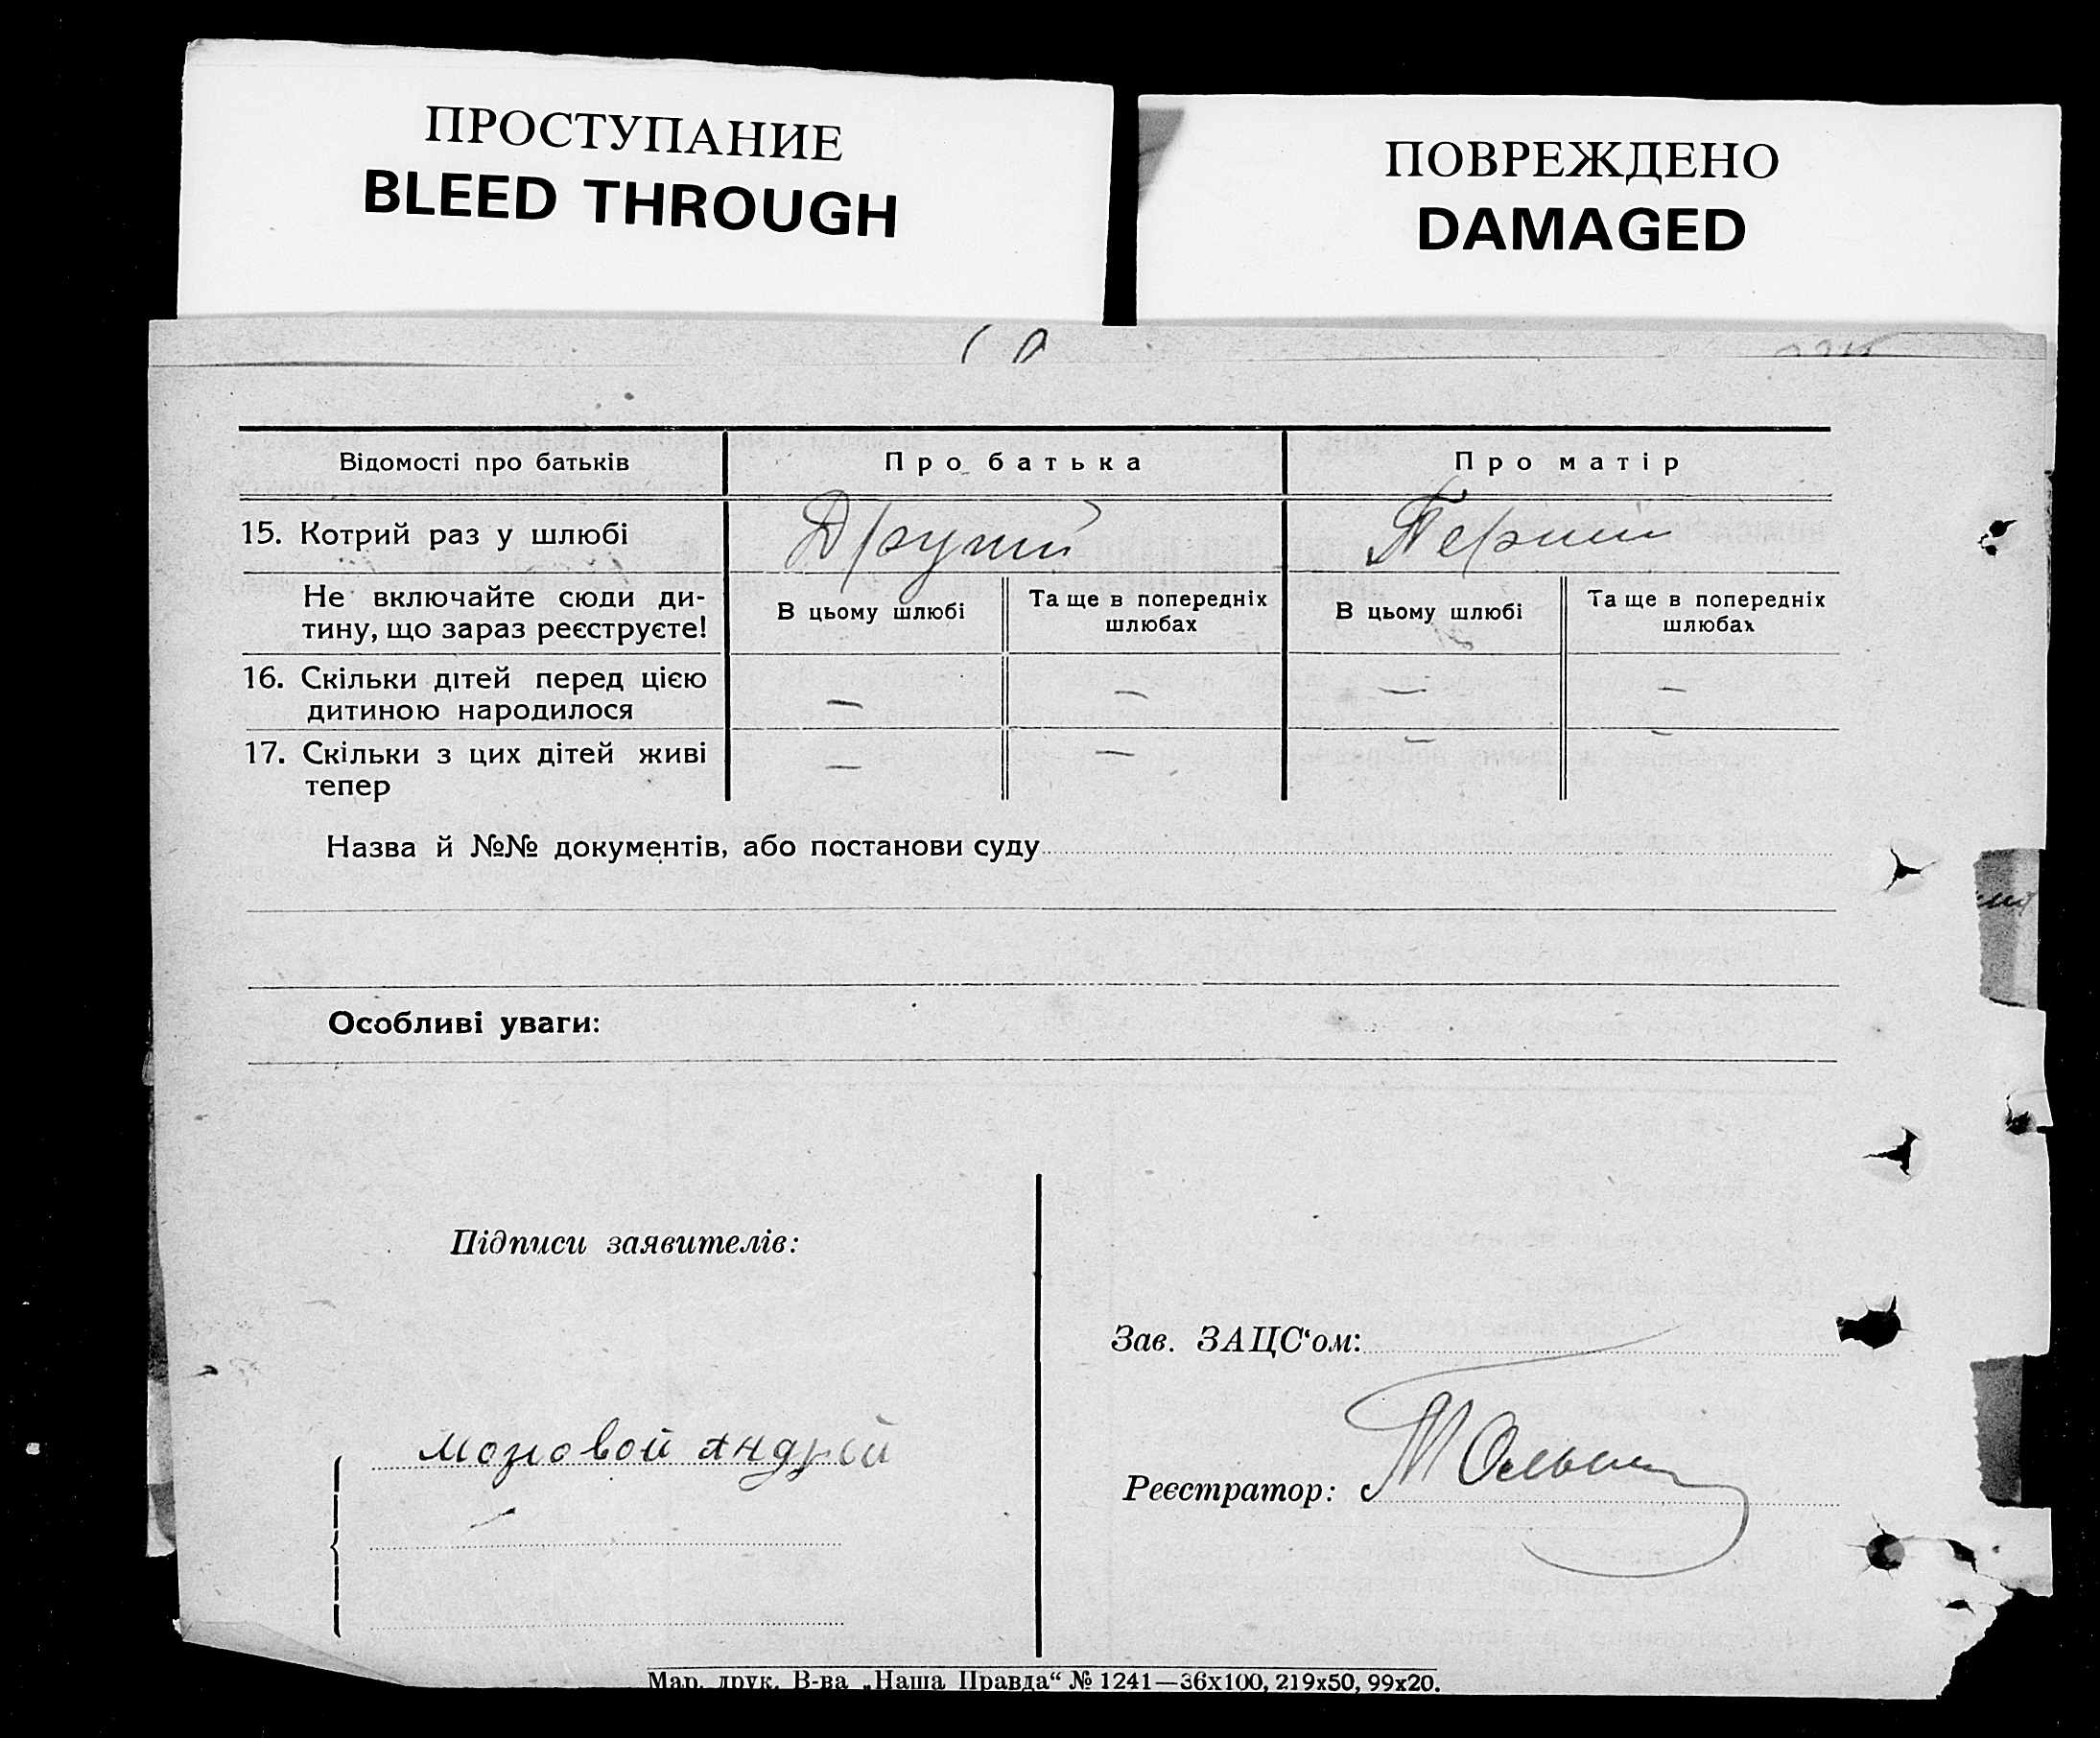 ПРОСТУПАНИЕ
BLEED THROUGH
ПОВРЕЖДЕНО
DAMAGED
Відомості про батьків
Про батька
Про матір
15. Котрий раз у шлюбі
Другий
Перший
Не включайте сюди ди-
тину, що зараз реєструєте!
В цьому шлюбі
Та ще в попередніх
шлюбах
В цьому шлюбі
Та ще в попередніх
шлюбах
16. Скільки дітей перед цією
дитиною народилося
— — — —
17. Скільки з цих дітей живі
тепер
— — — —
Назва й №№ документів, або постанови суду
Особливі уваги:
Підписи заявителів:
Зав. ЗАЦС‘ом:
Андрей
Реєстратор:
Мар. друк. В-ва „Наша Правда“ № 1241—36х100, 219х50, 99х20.